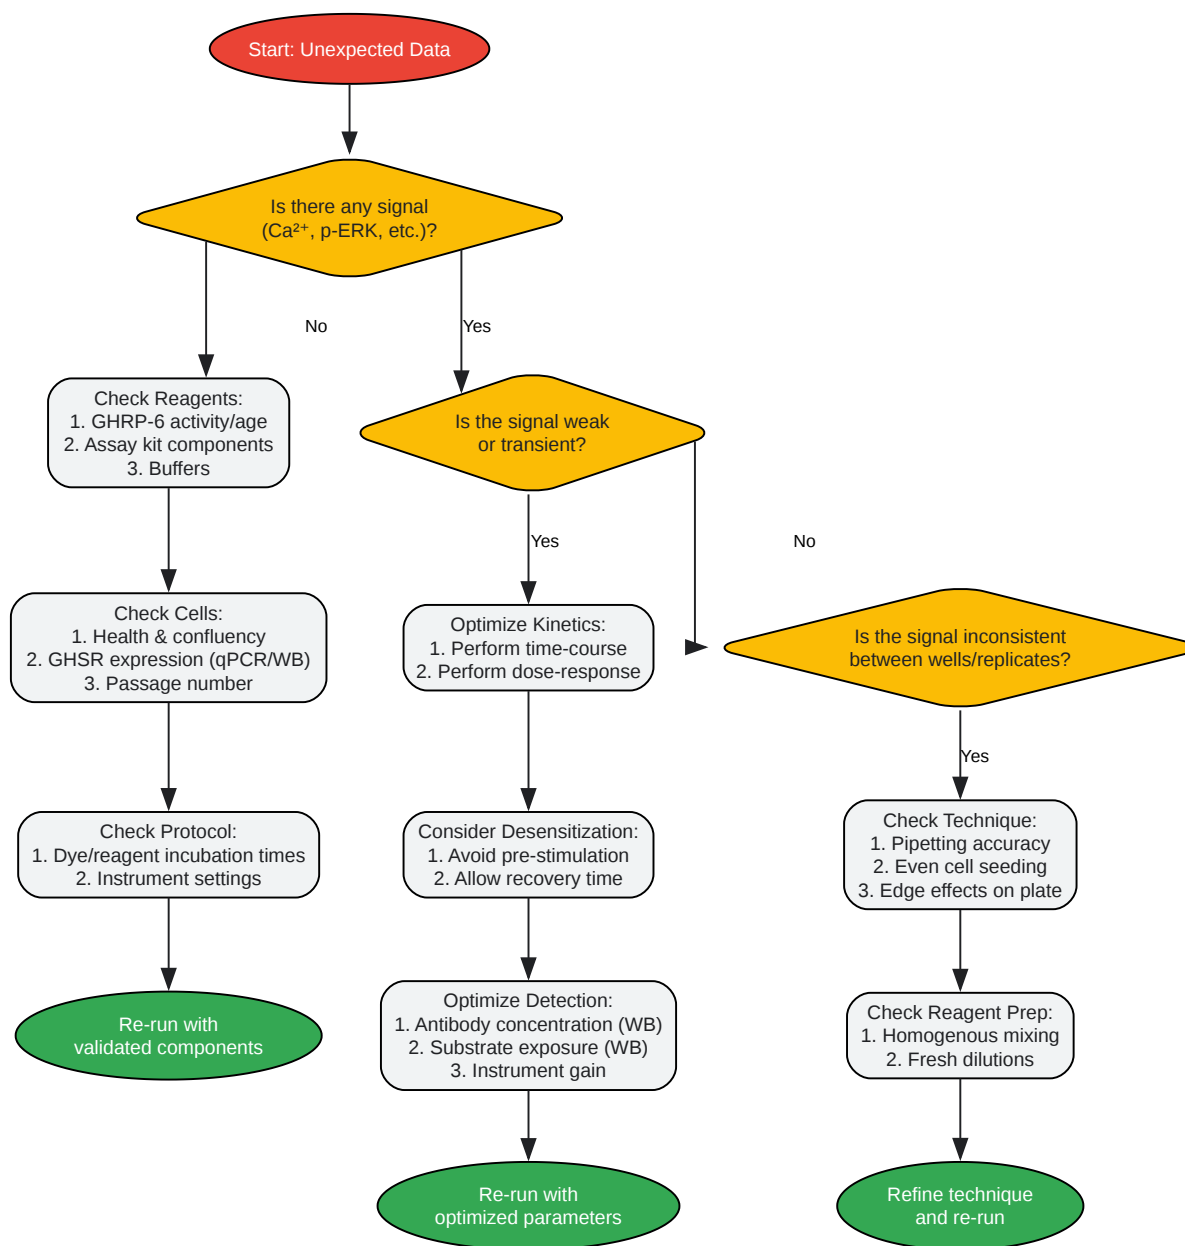 Start: Unexpected Data
Is there any signal
(Ca²⁺, p-ERK, etc.)?
No
Yes
Check Reagents:
1. GHRP-6 activity/age
2. Assay kit components
3. Buffers
Is the signal weak
or transient?
Yes
No
Check Cells:
1. Health & confluency
2. GHSR expression (qPCR/WB)
3. Passage number
Optimize Kinetics:
1. Perform time-course
2. Perform dose-response
Is the signal inconsistent
between wells/replicates?
Yes
Check Protocol:
1. Dye/reagent incubation times
2. Instrument settings
Consider Desensitization:
1. Avoid pre-stimulation
2. Allow recovery time
Check Technique:
1. Pipetting accuracy
2. Even cell seeding
3. Edge effects on plate
Re-run with
validated components
Optimize Detection:
1. Antibody concentration (WB)
2. Substrate exposure (WB)
3. Instrument gain
Check Reagent Prep:
1. Homogenous mixing
2. Fresh dilutions
Re-run with
optimized parameters
Refine technique
and re-run